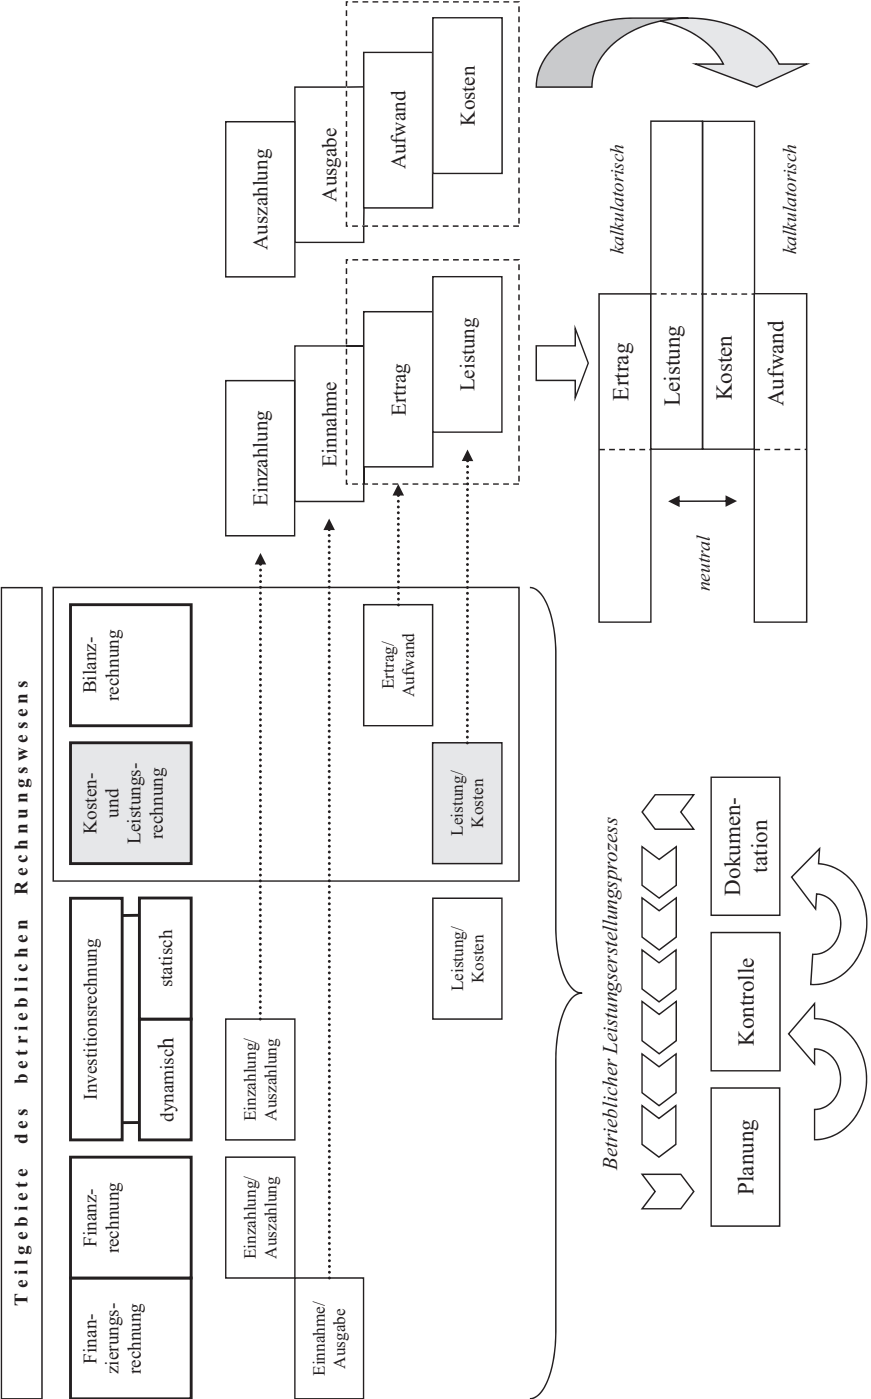 Teilgebiete des betrieblichen Rechnungswesens
Finan-
zierungs-
rechnung
Finanz-
rechnung
Investitionsrechnung
dynamisch
statisch
Kosten-
und
Leistungs-
rechnung
Bilanz-
rechnung
Einzahlung/
Auszahlung
Einzahlung/
Auszahlung
Einnahme/
Ausgabe
Ertrag/
Aufwand
Leistung/
Kosten
Leistung/
Kosten
Einzahlung
Einnahme
Ertrag
Leistung
Auszahlung
Ausgabe
Aufwand
Kosten
Betrieblicher Leistungserstellungsprozess
Planung
Kontrolle
Dokumen-
tation
neutral
Ertrag
Leistung
Kosten
Aufwand
kalkulatorisch
kalkulatorisch